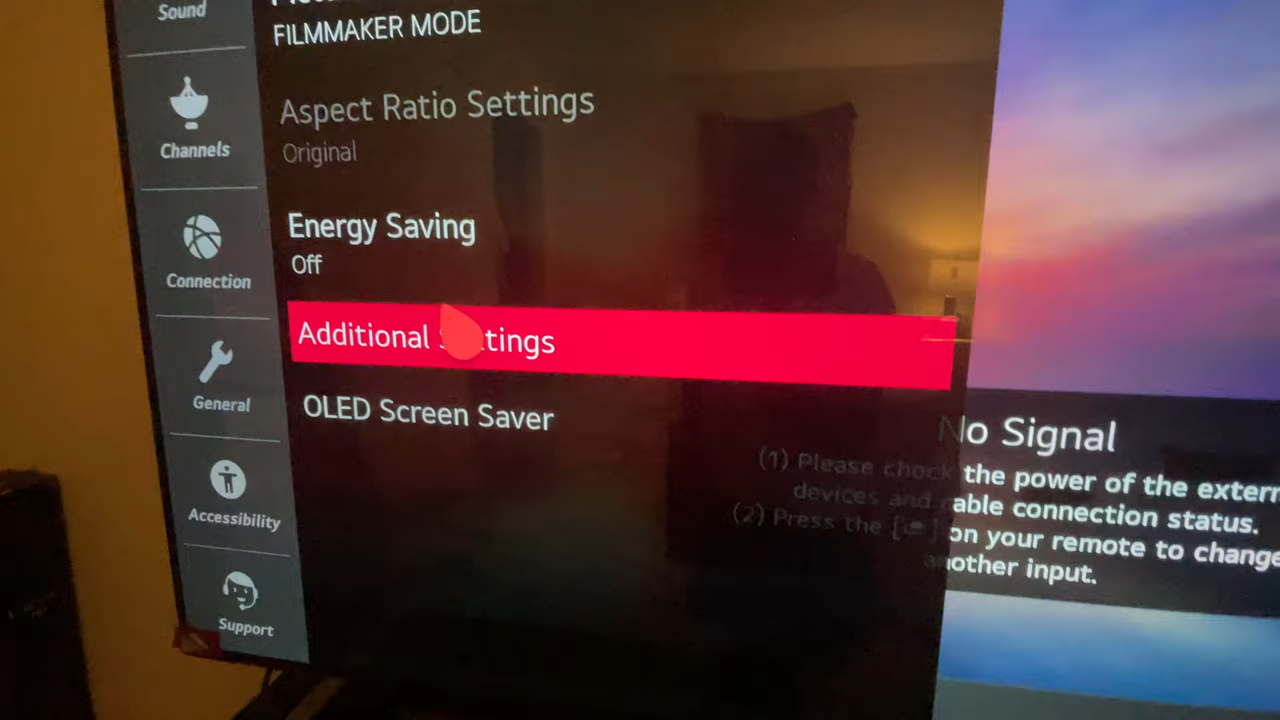 Sound
FILMMAKER MODE
Aspect Ratio Settings
Original
Channels
Energy Saving
Off
Connection
Additional tings
General
OLED Screen Saver
Accessibility
Support
No Signal
(1) Please check the power of the extern
devices and cable connection status.
(2) Press the [ ] on your remote to change
another input.